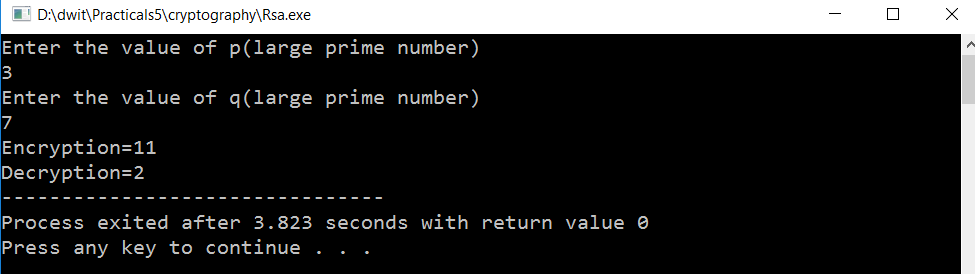 D:\dwit\Practicals5\cryptography\Rsa.exe
Enter the value of p(large prime number)
3
Enter the value of q(large prime number)
7
Encryption=11
Decryption=2
--------------------------------
Process exited after 3.823 seconds with return value 0
Press any key to continue . . .